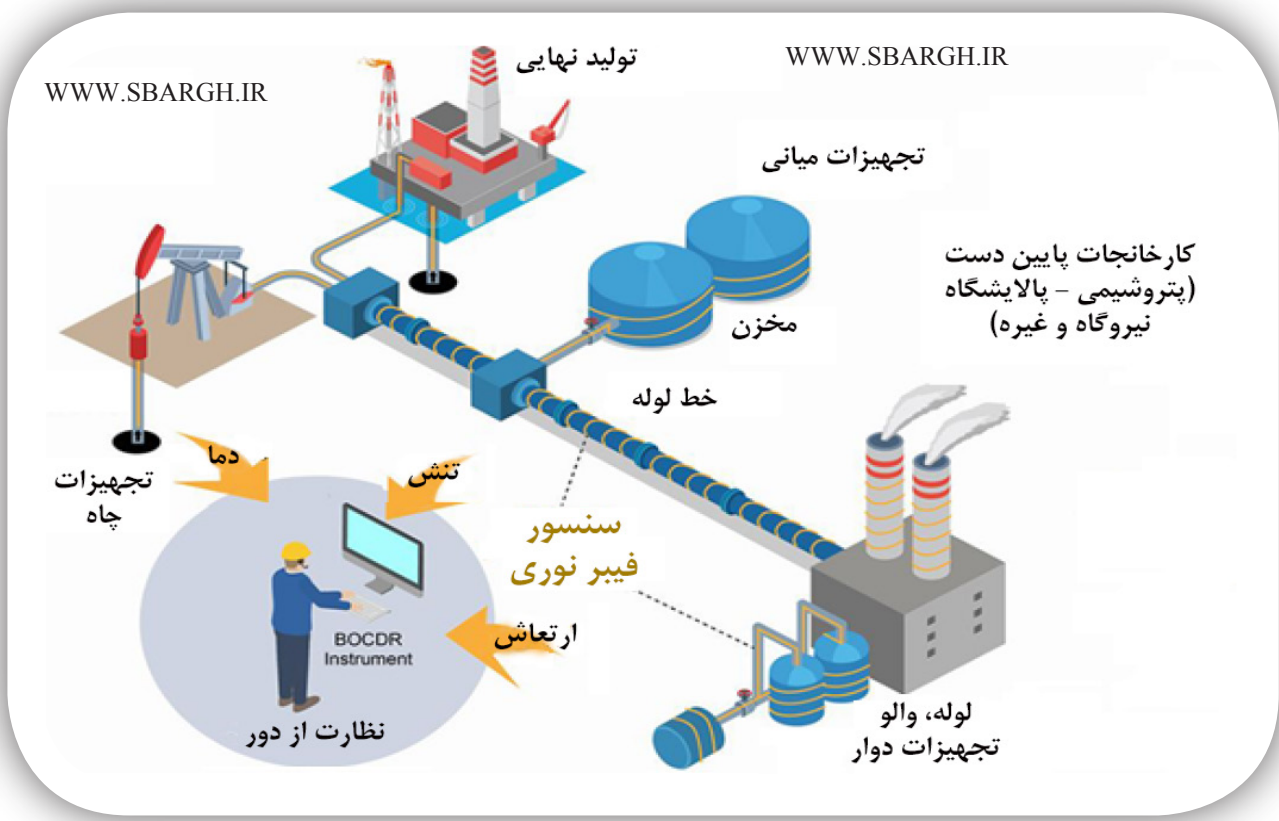 WWW.SBARGH.IR
تولید نهایی
WWW.SBARGH.IR
تجهیزات میانی
کارخانجات پایین دست
(پتروشیمی – پالایشگاه
نیروگاه و غیره)
مخزن
خط لوله
دما
تنش
تجهیزات
چاه
سنسور
فیبر نوری
ارتعاش
BOCDR
Instrument
نظارت از دور
لوله، والو
تجهیزات دوار